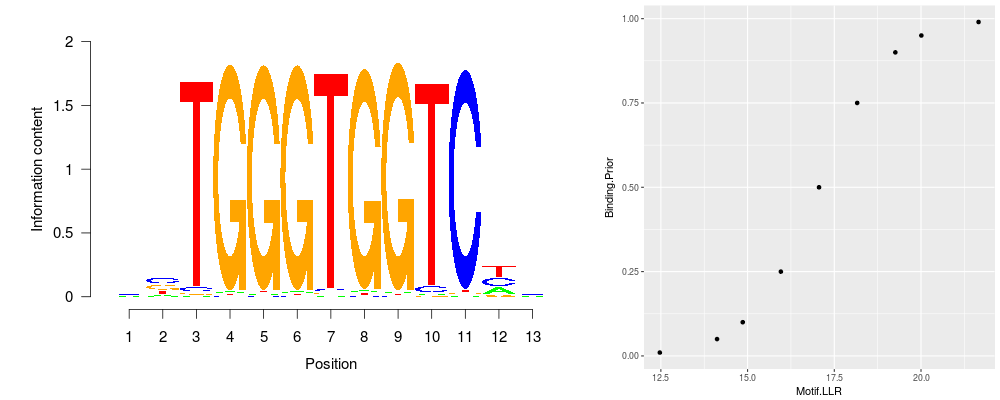 2
1.5
1
0.5
0
Information content
TGGGTGGTC
C
G
T
C
A
1 2 3 4 5 6 7 8 9 10 11 12 13
Position
1.00
0.75
0.50
0.25
0.00
Binding.Prior
12.5 15.0 17.5 20.0
Motif.LLR